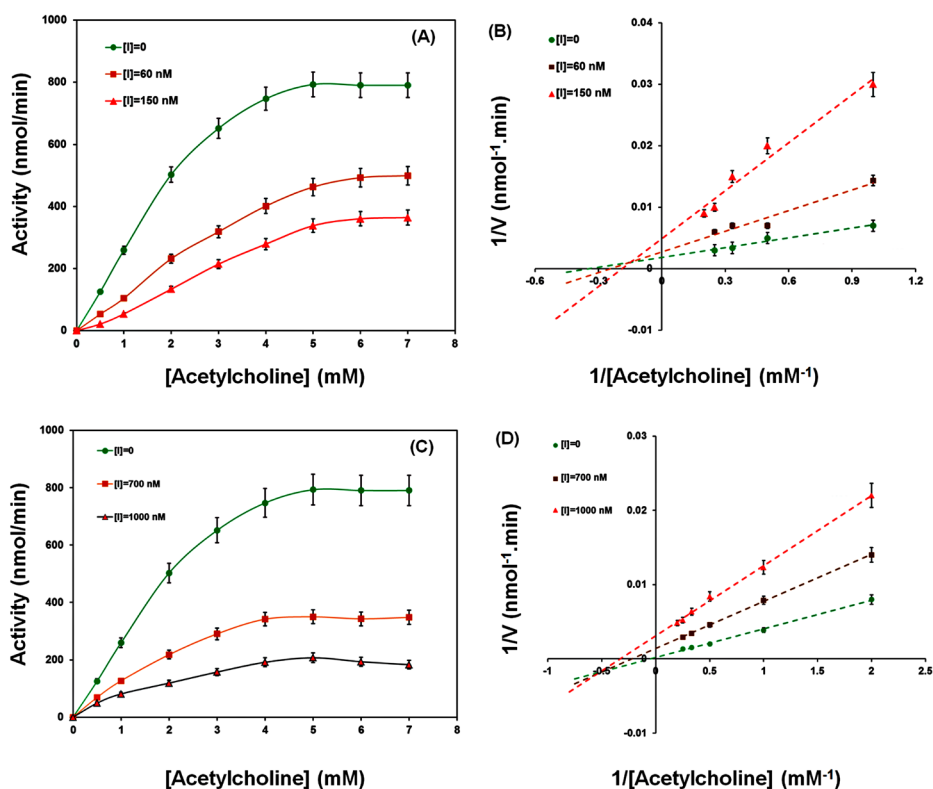 (A)
Activity (nmol/min)
1000
800
600
400
200
0
0 1 2 3 4 5 6 7 8
[I]=0
[I]=60 nM
[I]=150 nM
[Acetylcholine] (mM)
(B)
1/V (nmol⁻¹.min)
0.04
0.03
0.02
0.01
0
-0.01
-0.6 -0.3 0 0.3 0.6 0.9 1.2
[I]=0
[I]=60 nM
[I]=150 nM
1/[Acetylcholine] (mM⁻¹)
(C)
Activity (nmol/min)
1000
800
600
400
200
0
0 1 2 3 4 5 6 7 8
[I]=0
[I]=700 nM
[I]=1000 nM
[Acetylcholine] (mM)
(D)
1/V (nmol⁻¹.min)
0.03
0.02
0.01
0
-0.01
-1 -0.5 0 0.5 1 1.5 2 2.5
[I]=0
[I]=700 nM
[I]=1000 nM
1/[Acetylcholine] (mM⁻¹)